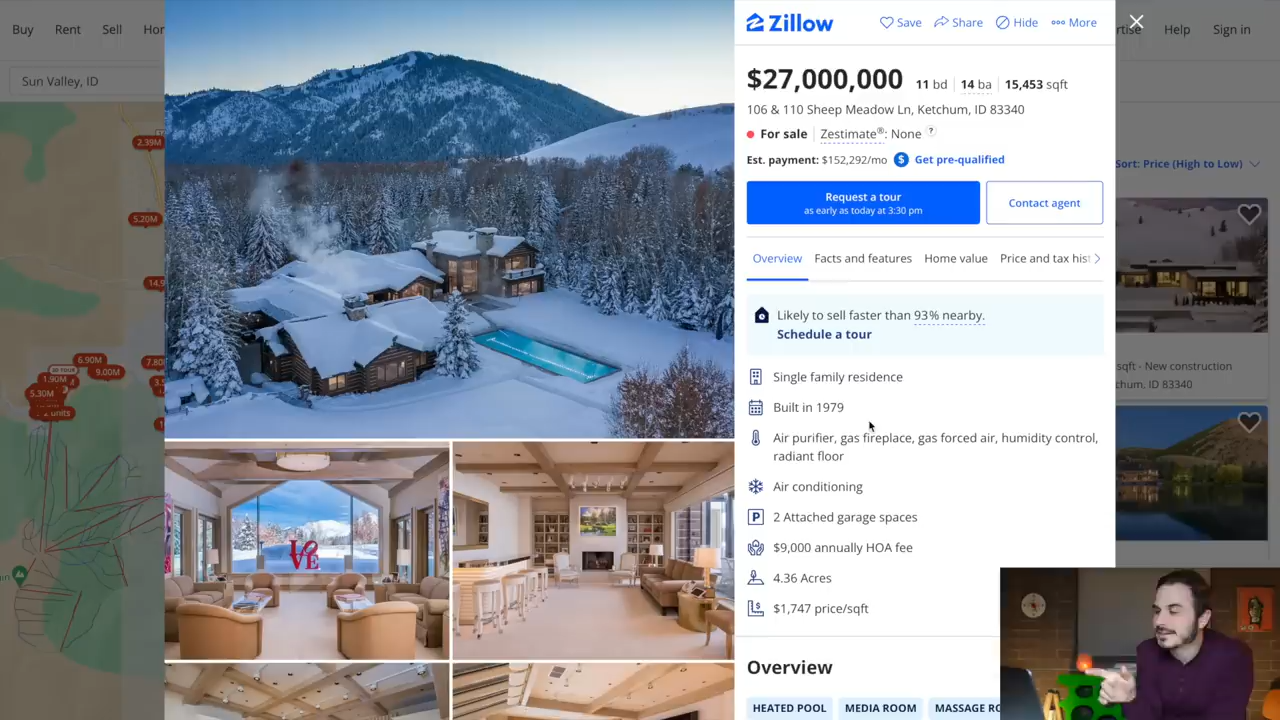 Buy
Rent
Sell
Sun Valley, ID
2.39M
5.20M
6.90M
9.00M
1.90M
5.30M
Zillow
Save
Share
Hide
More
Help
Sign in
$27,000,000
11 bd
14 ba
15,453 sqft
106 & 110 Sheep Meadow Ln, Ketchum, ID 83340
For sale
Zestimate®: None
?
Est. payment: $152,292/mo
$
Get pre-qualified
Request a tour
as early as today at 3:30 pm
Contact agent
Overview
Facts and features
Home value
Price and tax hist
Likely to sell faster than 93% nearby.
Schedule a tour
Single family residence
Built in 1979
Air purifier, gas fireplace, gas forced air, humidity control,
radiant floor
Air conditioning
P
2 Attached garage spaces
$9,000 annually HOA fee
4.36 Acres
$1,747 price/sqft
Overview
HEATED POOL
MEDIA ROOM
MASSAGE RO
LOVE
Sort: Price (High to Low)
sqft · New construction
chum, ID 83340